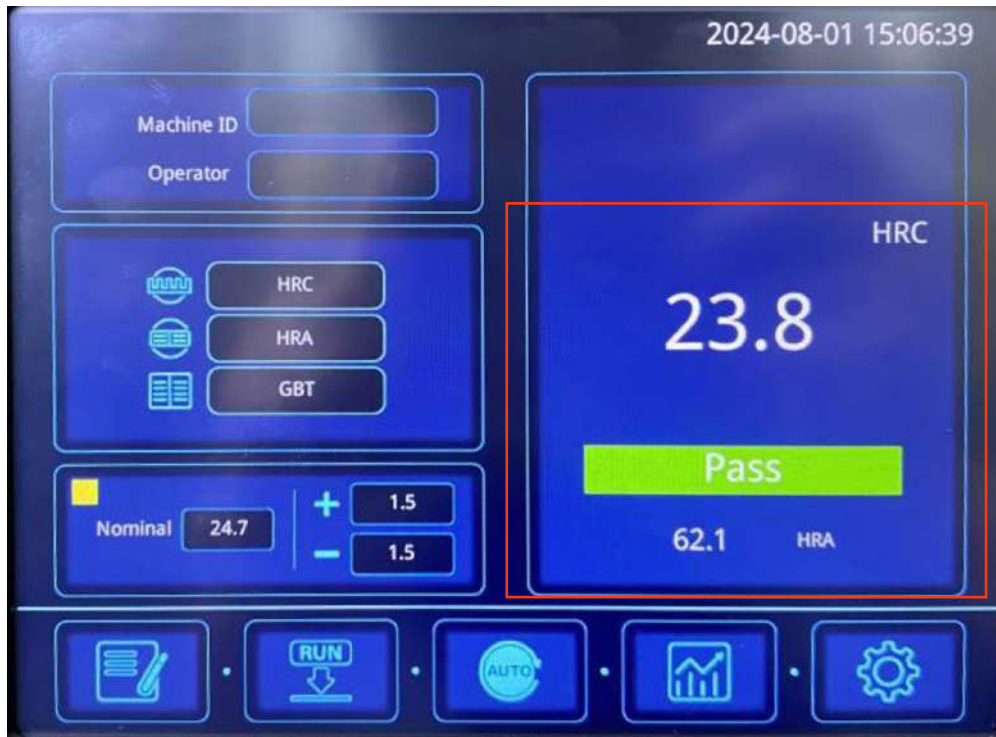 2024-08-01 15:06:39
Machine ID
Operator
HRC
HRA
GBT
Nominal 24.7
+ 1.5
− 1.5
HRC
23.8
Pass
62.1 HRA
RUN
AUTO